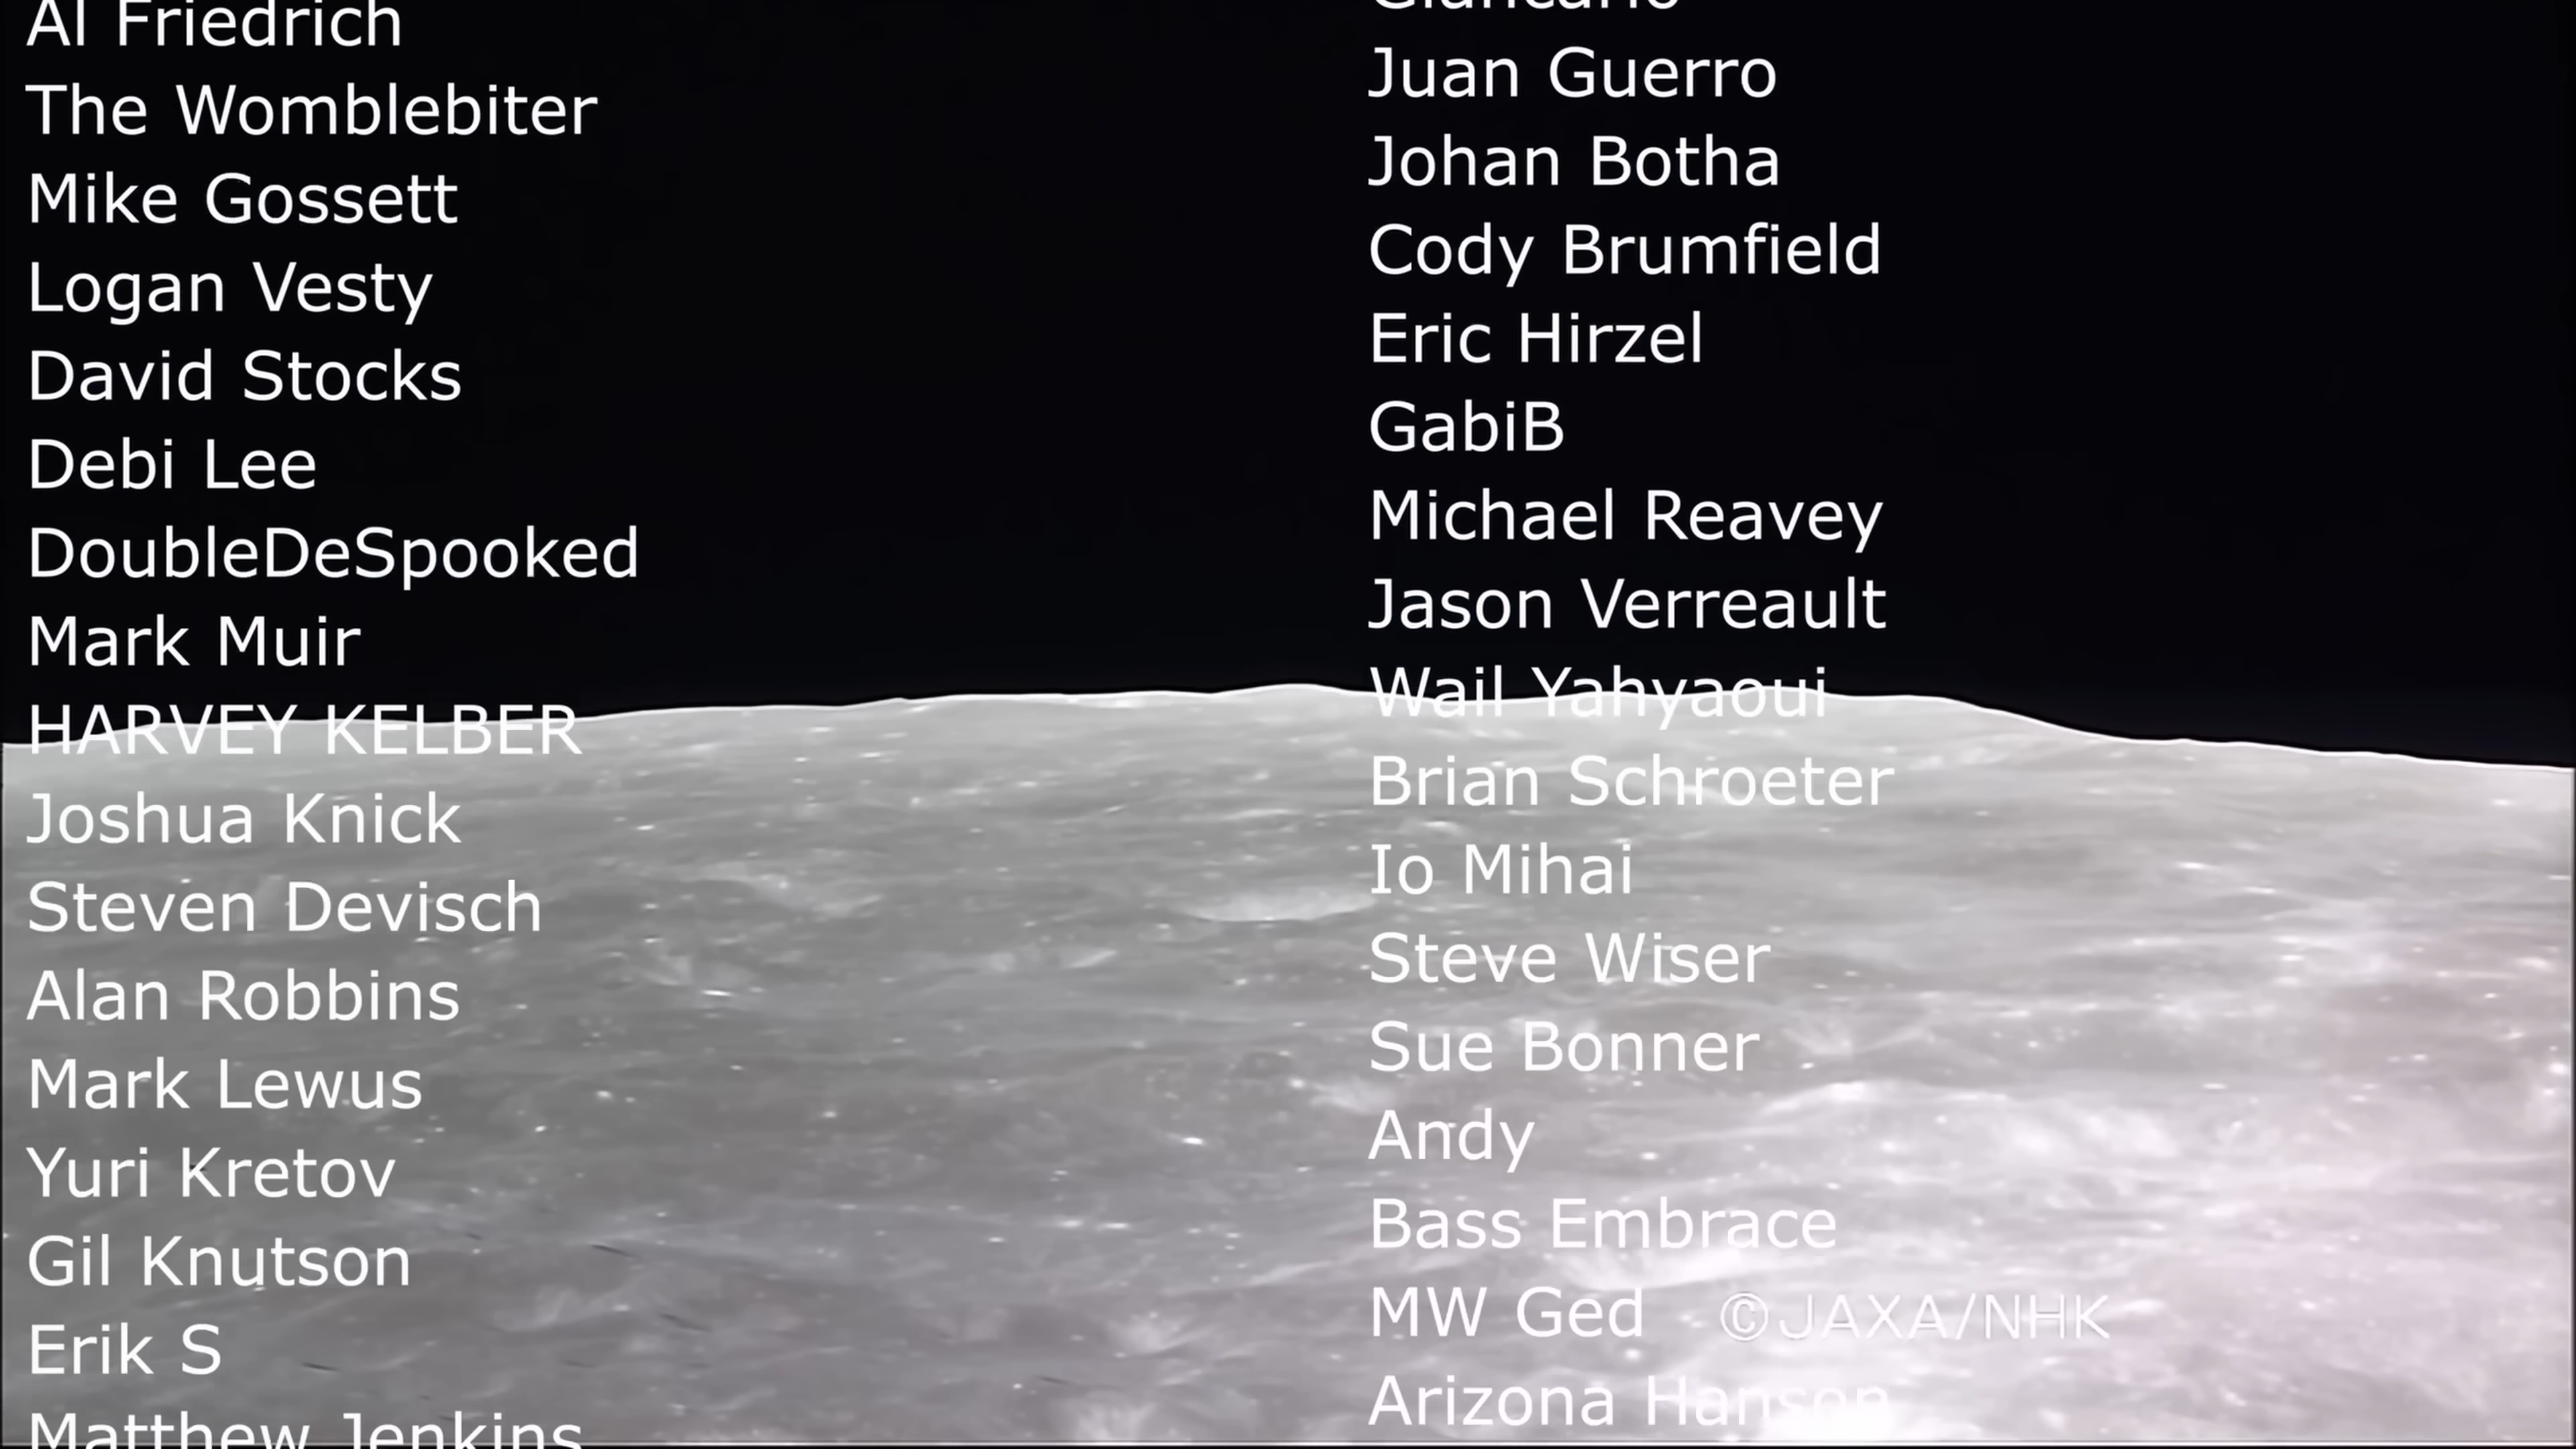 Al Friedrich
The Womblebiter
Mike Gossett
Logan Vesty
David Stocks
Debi Lee
DoubleDeSpooked
Mark Muir
HARVEY KELBER
Joshua Knick
Steven Devisch
Alan Robbins
Mark Lewus
Yuri Kretov
Gil Knutson
Erik S
Matthew Jenkins
Giancarlo
Juan Guerro
Johan Botha
Cody Brumfield
Eric Hirzel
GabiB
Michael Reavey
Jason Verreault
Wail Yahyaoui
Brian Schroeter
Io Mihai
Steve Wiser
Sue Bonner
Andy
Bass Embrace
MW Ged
©JAXA/NHK
Arizona Hanson